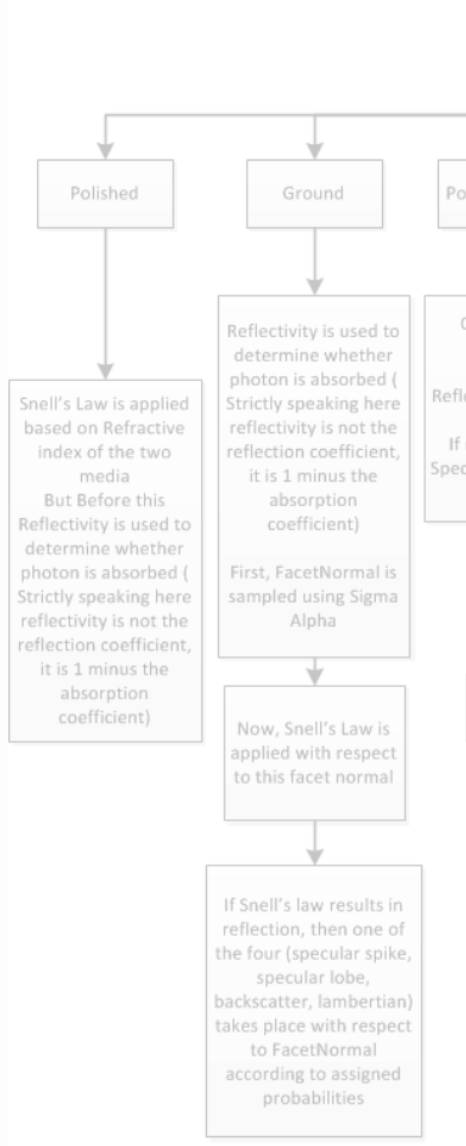 Polished
Ground
Snell's Law is applied
based on Refractive
index of the two
media
But Before this
Reflectivity is used to
determine whether
photon is absorbed (
Strictly speaking here
reflectivity is not the
reflection coefficient,
it is 1 minus the
absorption
coefficient)
Reflectivity is used to
determine whether
photon is absorbed (
Strictly speaking here
reflectivity is not the
reflection coefficient,
it is 1 minus the
absorption
coefficient)
First, FacetNormal is
sampled using Sigma
Alpha
Now, Snell's Law is
applied with respect
to this facet normal
If Snell's law results in
reflection, then one of
the four (specular spike,
specular lobe,
backscatter, lambertian)
takes place with respect
to FacetNormal
according to assigned
probabilities
If